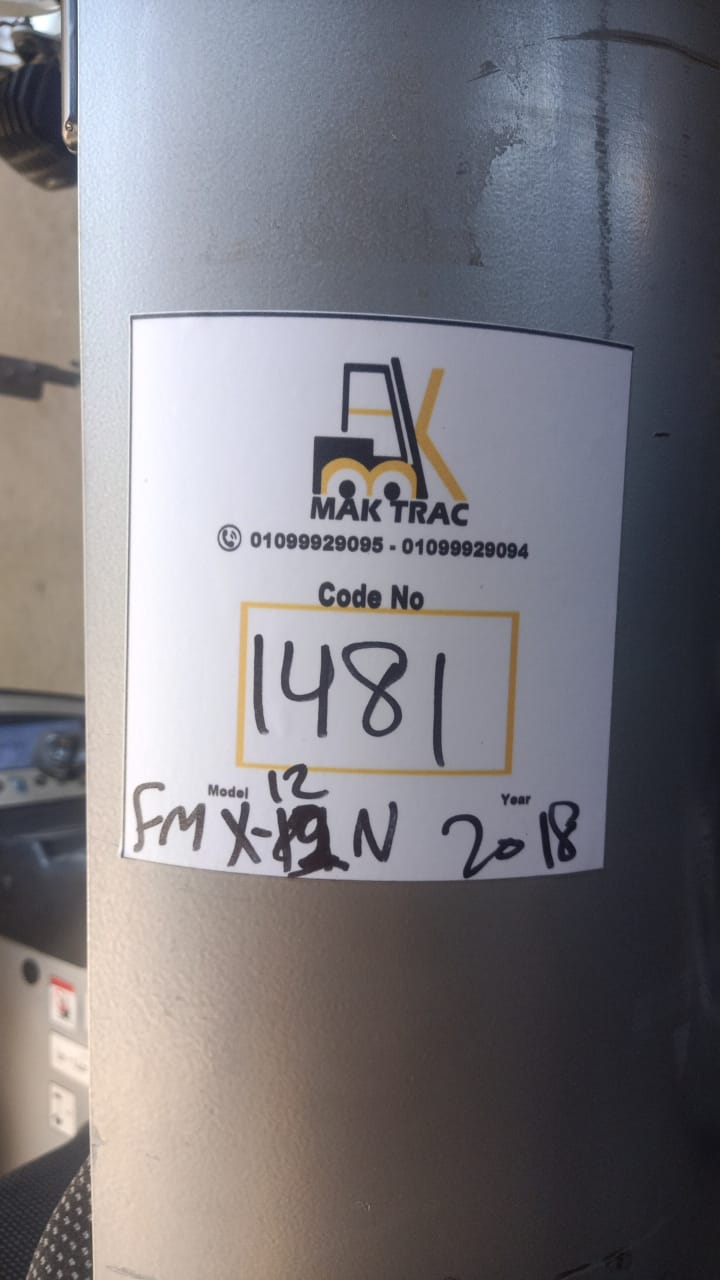 MAK TRAC
01099929095 - 01099929094
Code No
1481
Model 12 Year
FM X- N 2018